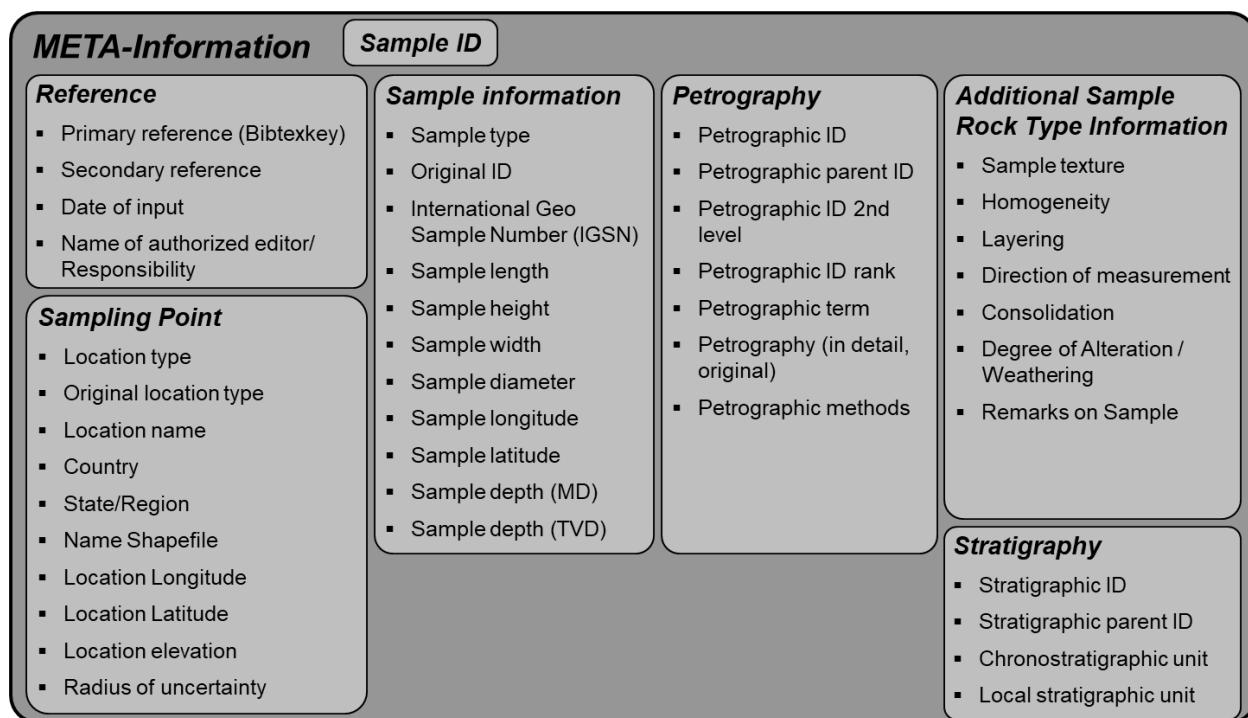 META-Information
Sample ID
Reference
▪ Primary reference (Bibtexkey)
▪ Secondary reference
▪ Date of input
▪ Name of authorized editor/
Responsibility
Sampling Point
▪ Location type
▪ Original location type
▪ Location name
▪ Country
▪ State/Region
▪ Name Shapefile
▪ Location Longitude
▪ Location Latitude
▪ Location elevation
▪ Radius of uncertainty
Sample information
▪ Sample type
▪ Original ID
▪ International Geo
Sample Number (IGSN)
▪ Sample length
▪ Sample height
▪ Sample width
▪ Sample diameter
▪ Sample longitude
▪ Sample latitude
▪ Sample depth (MD)
▪ Sample depth (TVD)
Petrography
▪ Petrographic ID
▪ Petrographic parent ID
▪ Petrographic ID 2nd
level
▪ Petrographic ID rank
▪ Petrographic term
▪ Petrography (in detail,
original)
▪ Petrographic methods
Additional Sample
Rock Type Information
▪ Sample texture
▪ Homogeneity
▪ Layering
▪ Direction of measurement
▪ Consolidation
▪ Degree of Alteration /
Weathering
▪ Remarks on Sample
Stratigraphy
▪ Stratigraphic ID
▪ Stratigraphic parent ID
▪ Chronostratigraphic unit
▪ Local stratigraphic unit